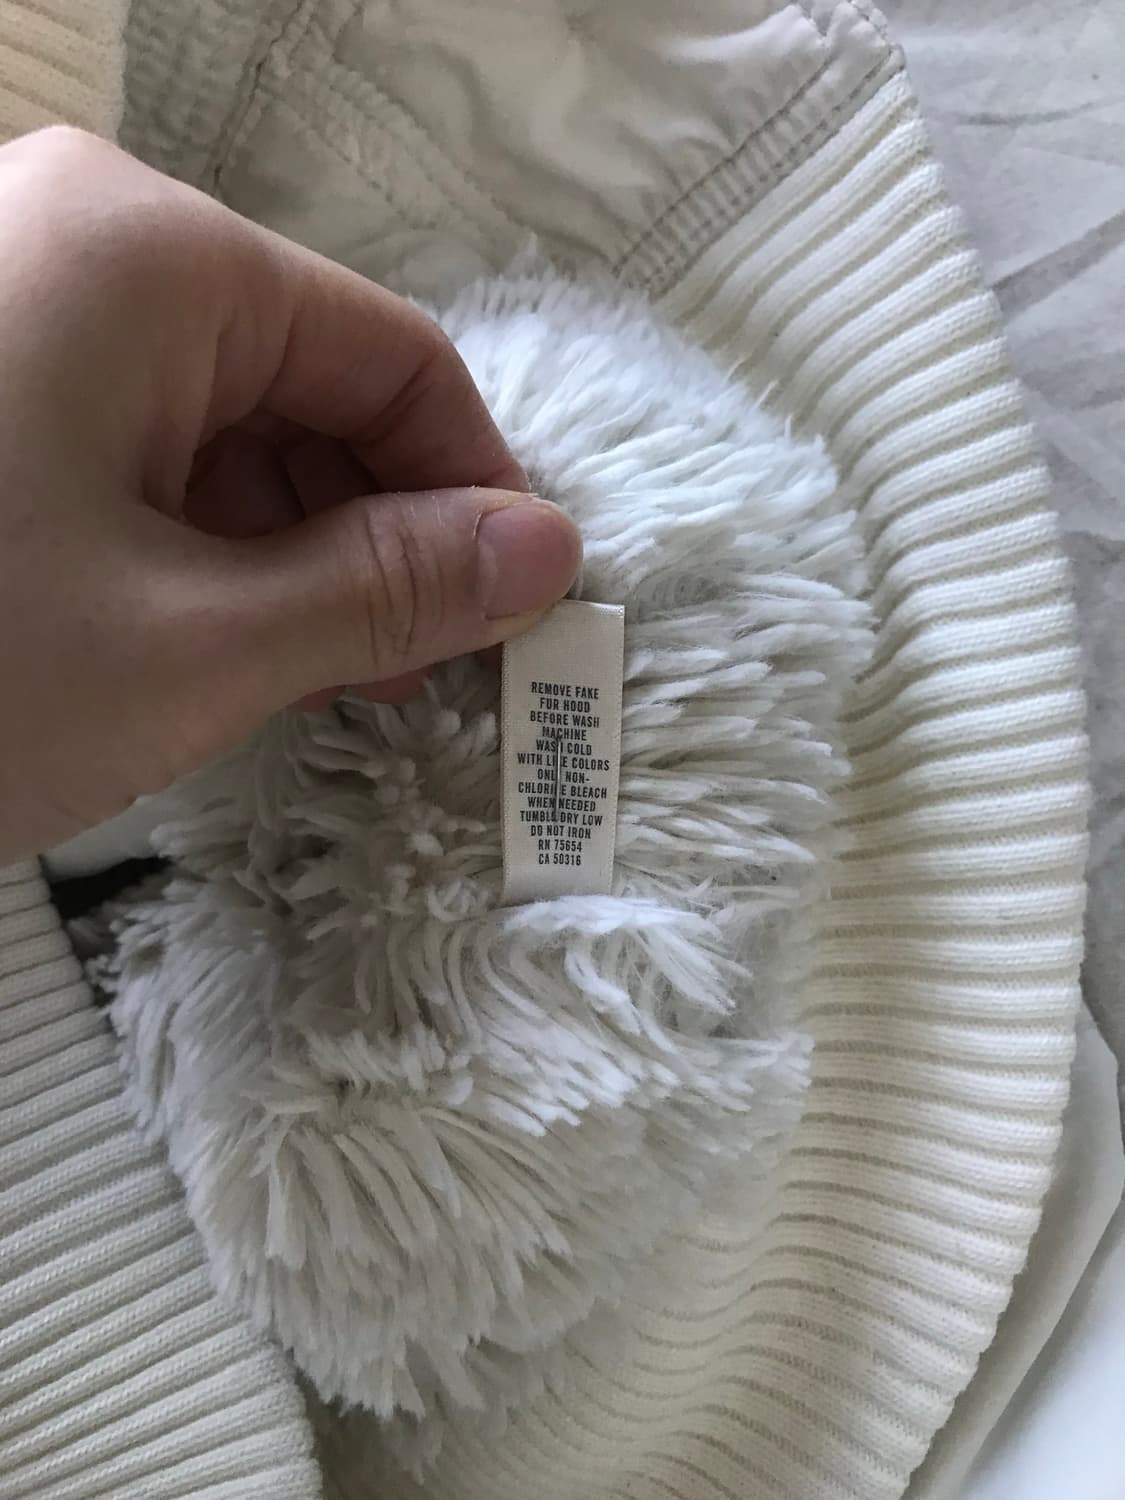 REMOVE FAKE
FUR HOOD
BEFORE WASH
MACHINE
WASH COLD
WITH LIKE COLORS
ONLY NON-
CHLORINE BLEACH
WHEN NEEDED
TUMBLE DRY LOW
DO NOT IRON
RN 75654
CA 50316